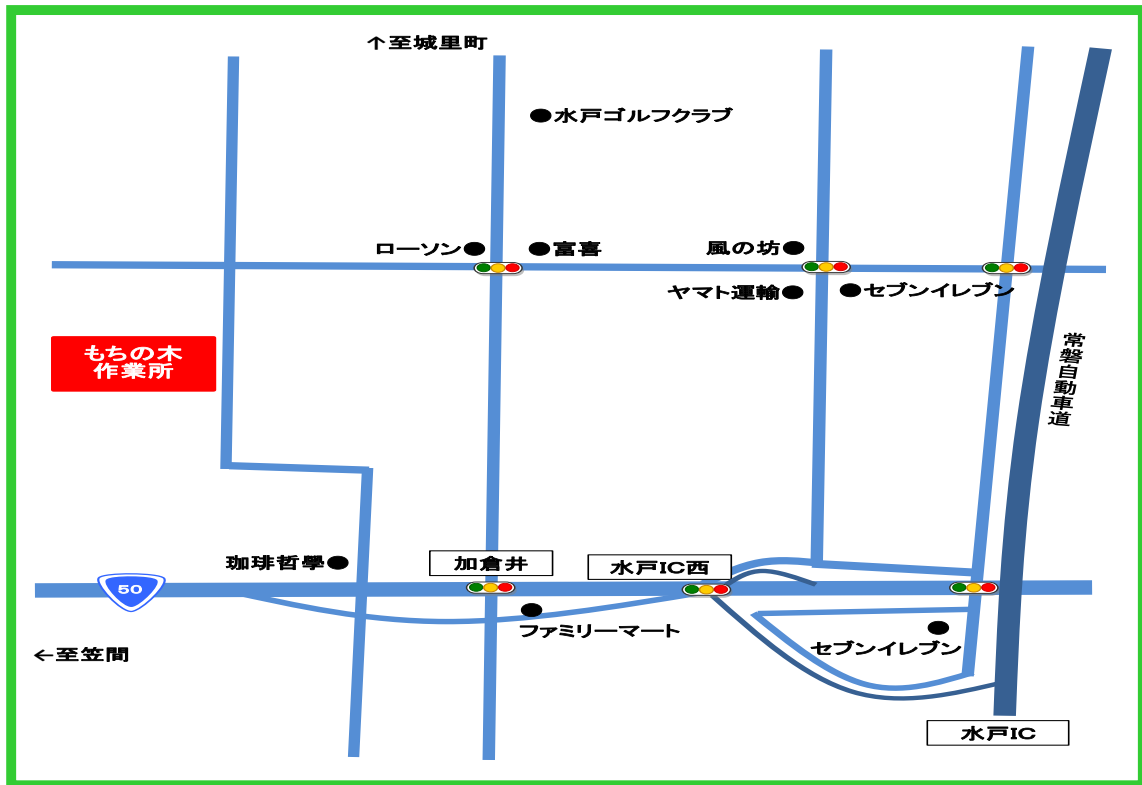 ↑至城里町
水戸ゴルフクラブ
ローソン
富喜
風の坊
ヤマト運輸
セブンイレブン
もちの木
作業所
常磐自動車道
珈琲哲學
加倉井
水戸IC西
50
ファミリーマート
セブンイレブン
←至笠間
水戸IC